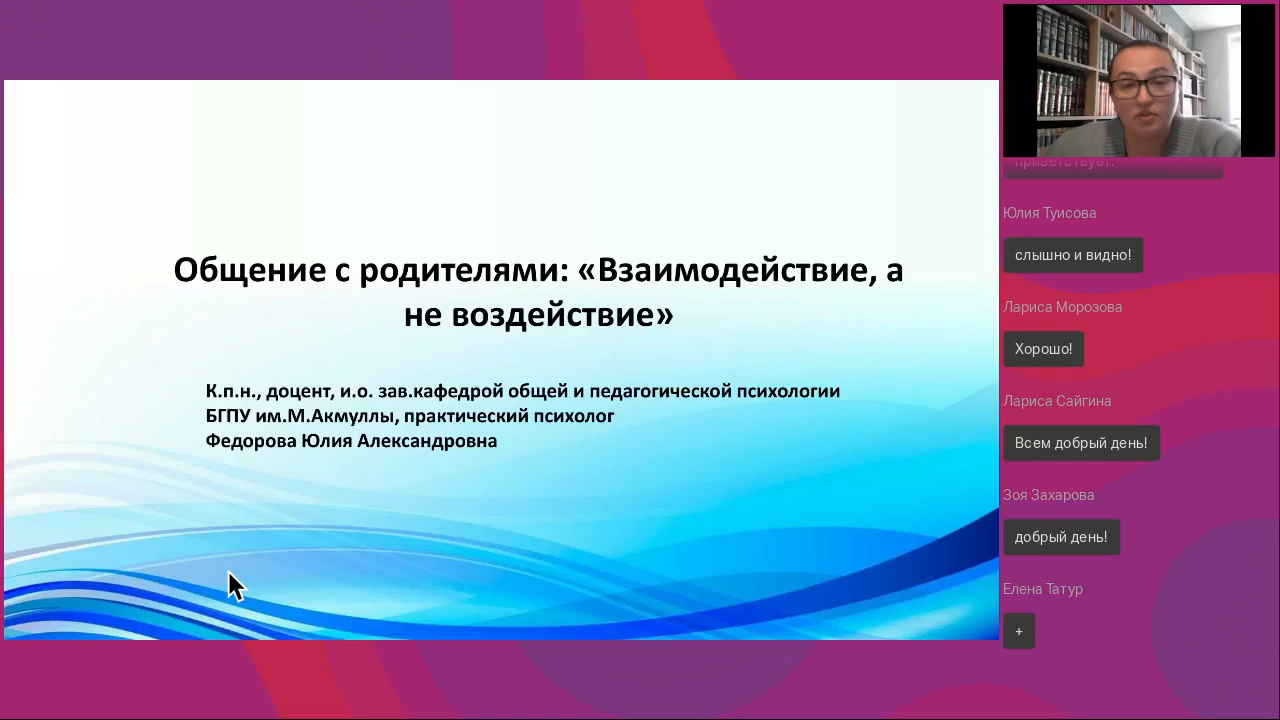 Общение с родителями: «Взаимодействие, а
не воздействие»
К.п.н., доцент, и.о. зав.кафедрой общей и педагогической психологии
БГПУ им.М.Акмуллы, практический психолог
Федорова Юлия Александровна
приветствует!
Юлия Туисова
слышно и видно!
Лариса Морозова
Хорошо!
Лариса Сайгина
Всем добрый день!
Зоя Захарова
добрый день!
Елена Татур
+